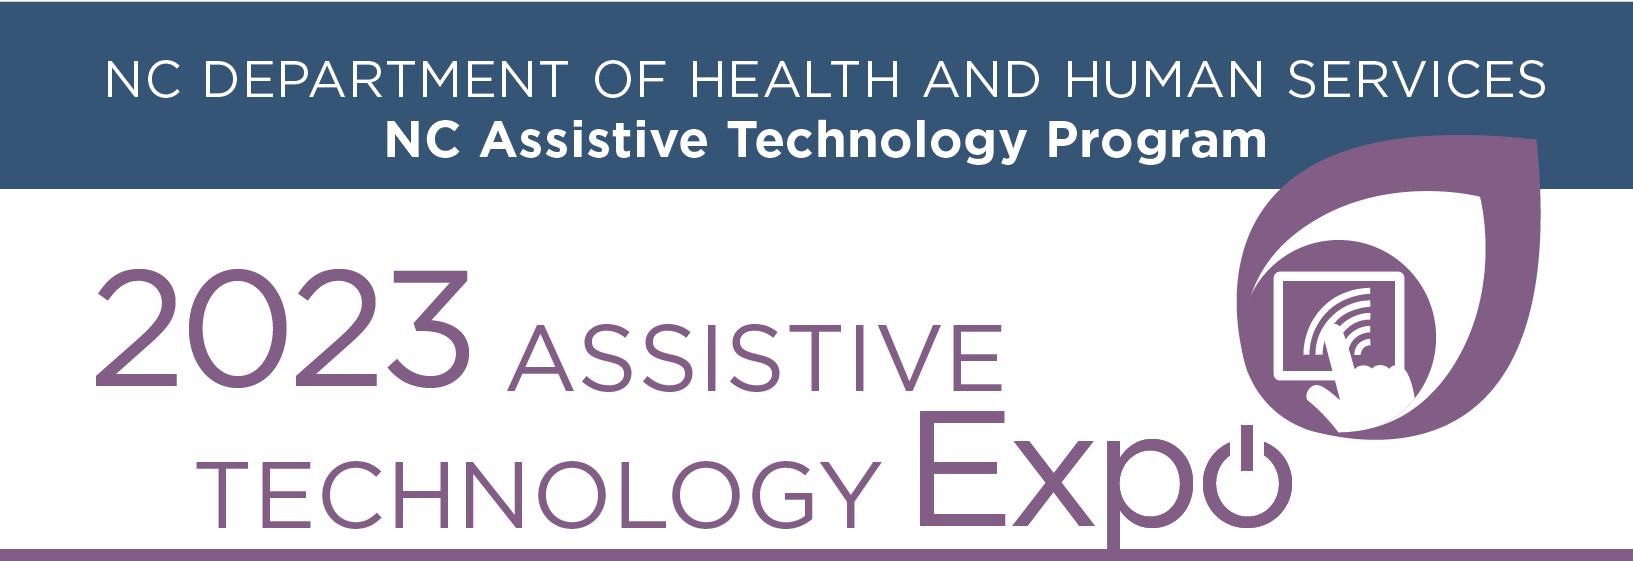 NC DEPARTMENT OF HEALTH AND HUMAN SERVICES
NC Assistive Technology Program
2023 ASSISTIVE
TECHNOLOGY Expo